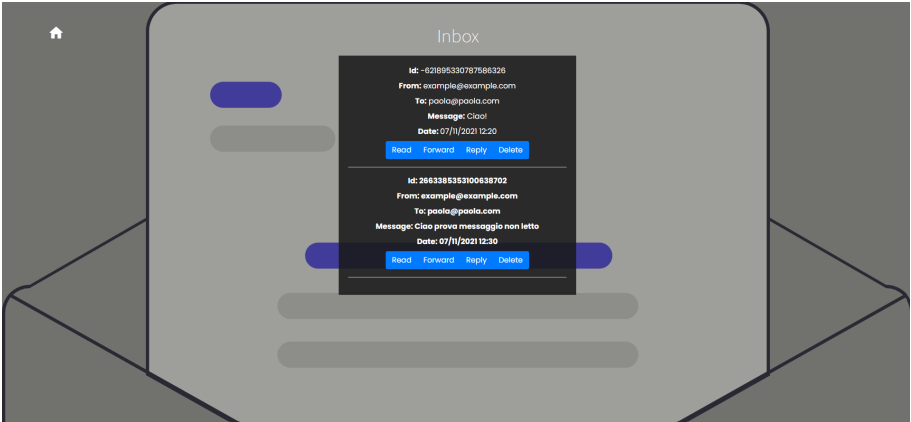 Inbox
Id: -621895330787586326
From: example@example.com
To: paola@paola.com
Message: Ciao!
Date: 07/11/2021 12:20
Read Forward Reply Delete
Id: 2663385353100638702
From: example@example.com
To: paola@paola.com
Message: Ciao prova messaggio non letto
Date: 07/11/2021 12:30
Read Forward Reply Delete